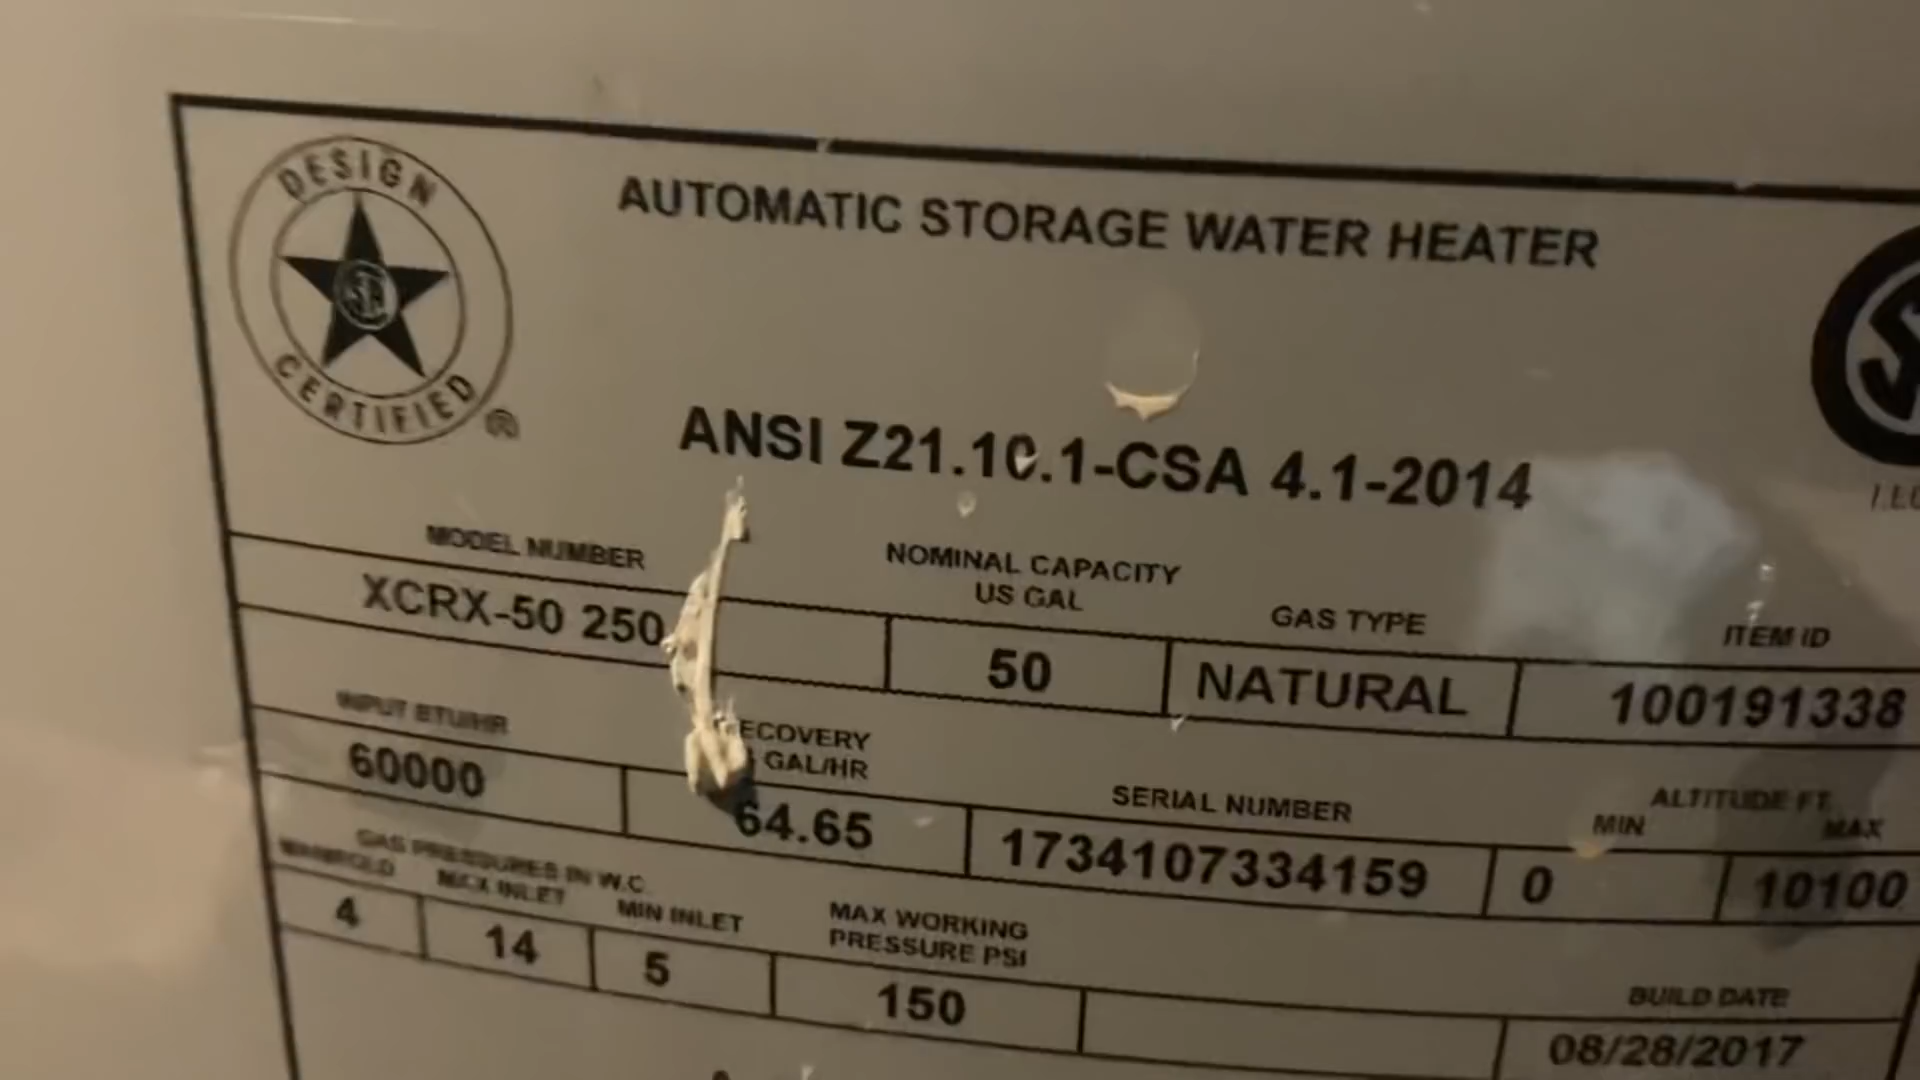 DESIGN
CERTIFIED
®
AUTOMATIC STORAGE WATER HEATER
ANSI Z21.10.1-CSA 4.1-2014
MODEL NUMBER
NOMINAL CAPACITY
US GAL
GAS TYPE
ITEM ID
XCRX-50 250
50
NATURAL
100191338
INPUT BTU/HR
ECOVERY
GAL/HR
SERIAL NUMBER
ALTITUDE FT.
MIN
MAX
60000
64.65
1734107334159
0
10100
GAS PRESSURES IN W.C.
MANIFOLD
MAX INLET
MIN INLET
MAX WORKING
PRESSURE PSI
BUILD DATE
4
14
5
150
08/28/2017